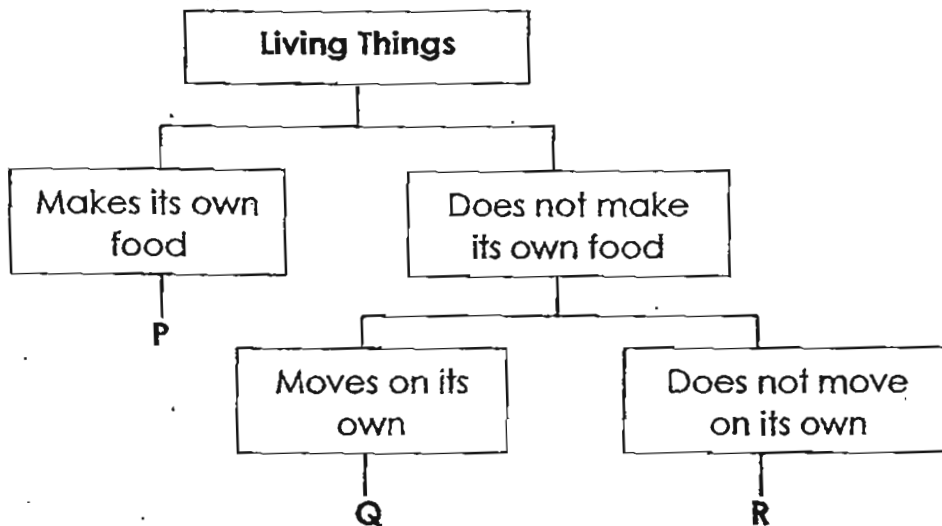 Living Things
Makes its own
food
Does not make
its own food
P
Moves on its
own
Does not move
on its own
Q
R